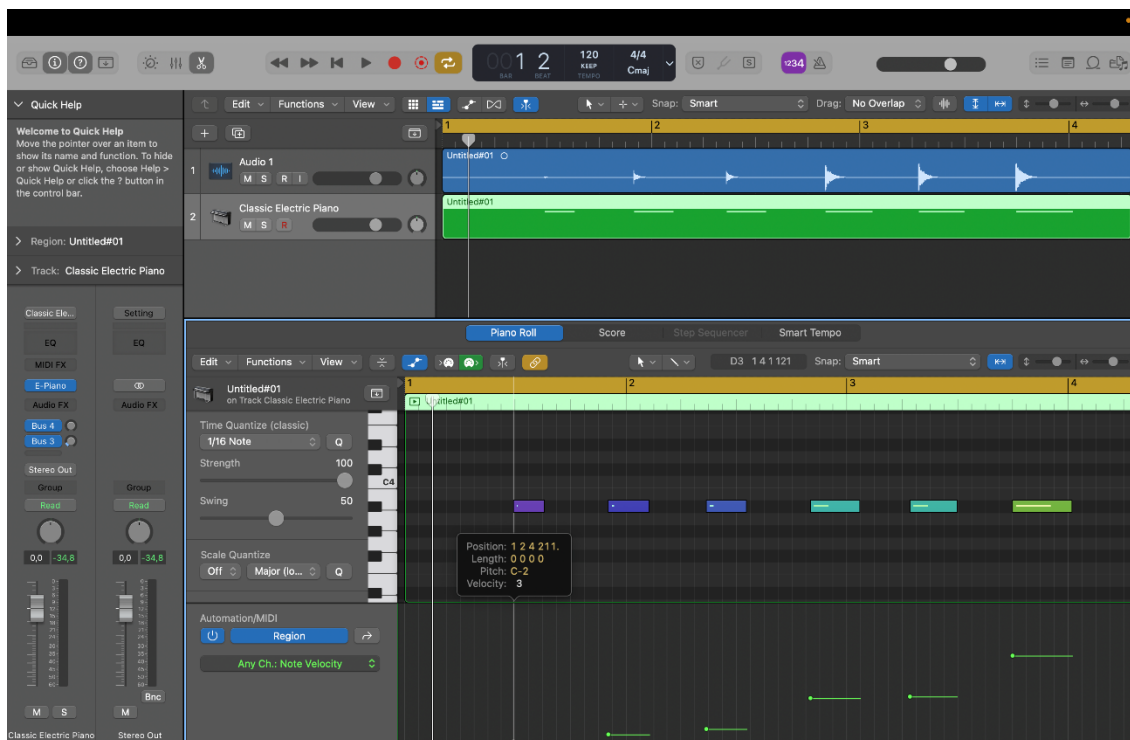 001 2
BAR BEAT
120
KEEP
TEMPO
4/4
Cmaj
1234
Quick Help
Edit Functions View Snap: Smart Drag: No Overlap
Welcome to Quick Help
Move the pointer over an item to
show its name and function. To hide
or show Quick Help, choose Help >
Quick Help or click the ? button in
the control bar.
1 2 3 4
1 Audio 1
M S R I
Untitled#01
2 Classic Electric Piano
M S R
Untitled#01
Region: Untitled#01
Track: Classic Electric Piano
Piano Roll Score Step Sequencer Smart Tempo
Edit Functions View D3 1 4 1 121 Snap: Smart
Untitled#01
on Track Classic Electric Piano
1 2 3 4
Untitled#01
Time Quantize (classic)
1/16 Note Q
Strength 100
Swing 50
Scale Quantize
Off Major (lo... Q
C4
Position: 1 2 4 211.
Length: 0 0 0 0
Pitch: C-2
Velocity: 3
Automation/MIDI
Region
Any Ch.: Note Velocity
Classic Ele... Setting
EQ EQ
MIDI FX
E-Piano
Audio FX Audio FX
Bus 4
Bus 3
Stereo Out
Group Group
Read Read
0,0 -34,8 0,0 -34,8
Bnc
M S M
Classic Electric Piano Stereo Out